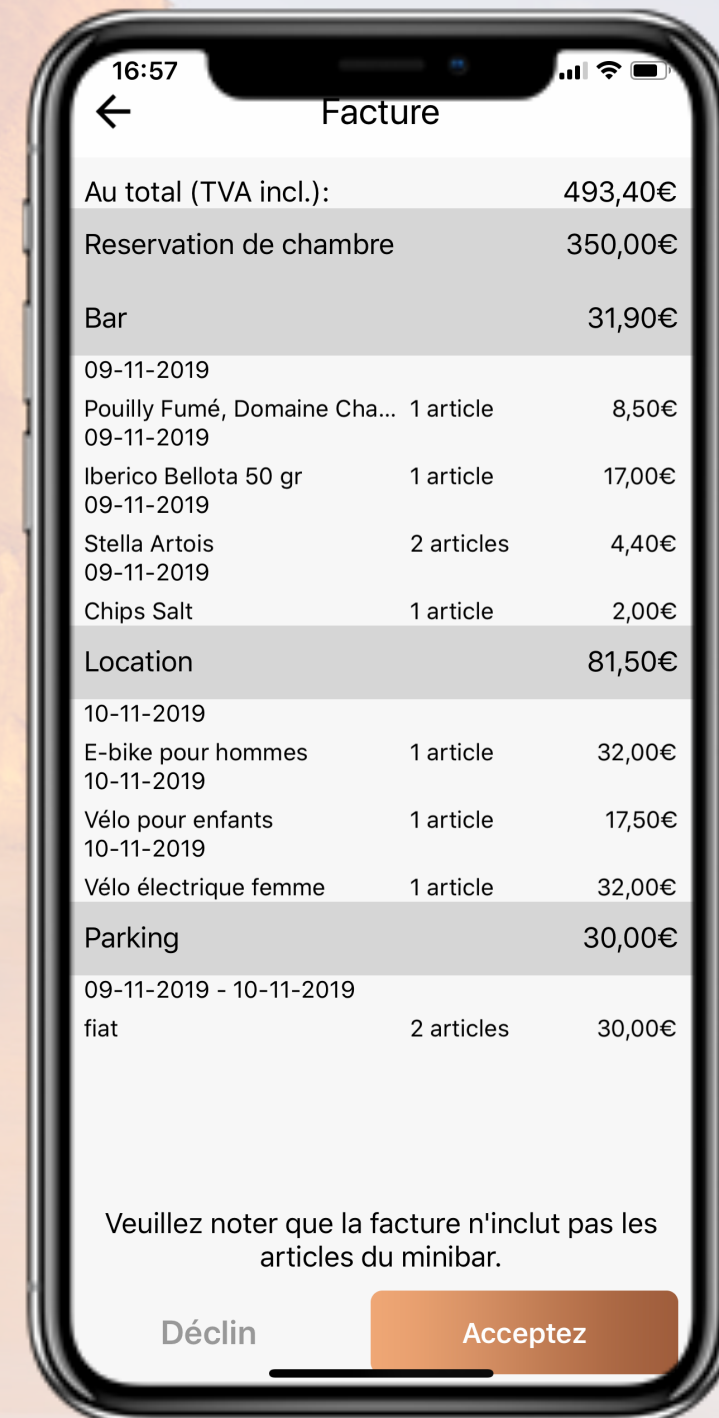 16:57
Facture
Au total (TVA incl.): 493,40€
Reservation de chambre 350,00€
Bar 31,90€
09-11-2019
Pouilly Fumé, Domaine Cha... 1 article 8,50€
09-11-2019
Iberico Bellota 50 gr 1 article 17,00€
09-11-2019
Stella Artois 2 articles 4,40€
09-11-2019
Chips Salt 1 article 2,00€
Location 81,50€
10-11-2019
E-bike pour hommes 1 article 32,00€
10-11-2019
Vélo pour enfants 1 article 17,50€
10-11-2019
Vélo électrique femme 1 article 32,00€
Parking 30,00€
09-11-2019 - 10-11-2019
fiat 2 articles 30,00€
Veuillez noter que la facture n'inclut pas les
articles du minibar.
Déclin Acceptez